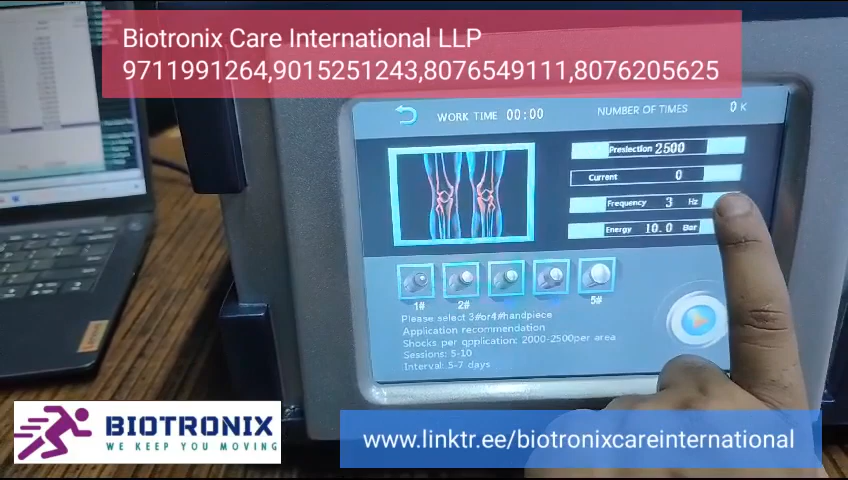 Biotronix Care International LLP
9711991264,9015251243,8076549111,8076205625
WORK TIME 00:00
NUMBER OF TIMES 0 K
Preslection 2500
Current 0
Frequency 3 Hz
Energy 10.0 Bar
1# 2# 5#
Please select 3#or4#handpiece
Application recommendation
Shocks per qpplication: 2000-2500per area
Sessions: 5-10
Interval: 5-7 days
BIOTRONIX
WE KEEP YOU MOVING
www.linktr.ee/biotronixcareinternational